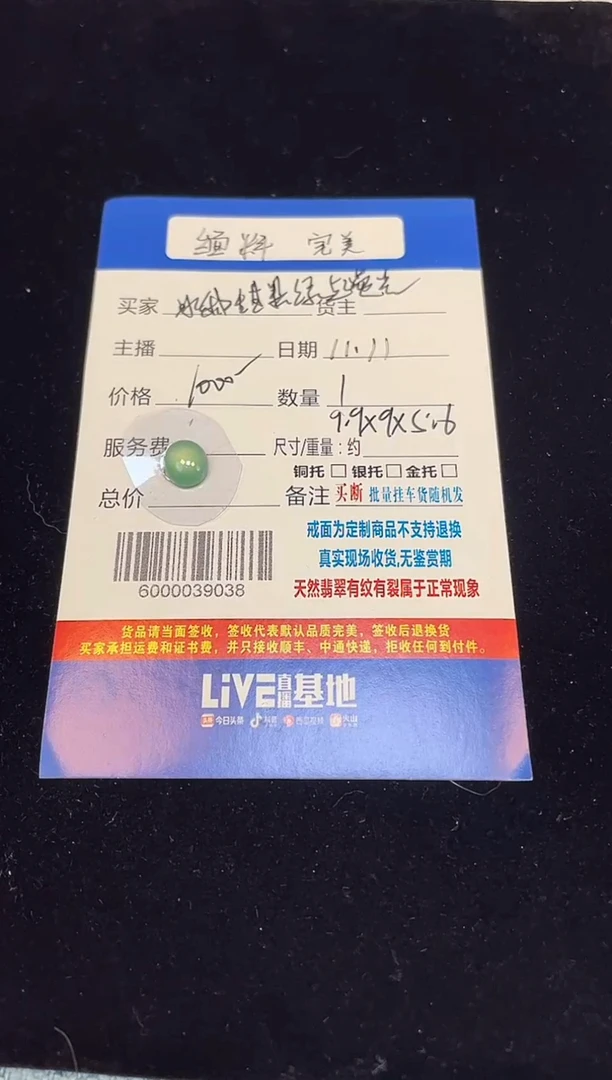 缅料 完美
买家 货主
主播 日期 11.11
价格 1000- 数量 1
9.9×9×5.6
服务费 尺寸/重量：约
铜托 银托 金托
总价 备注 买断 批量挂车货随机发
戒面为定制商品不支持退换
真实现场收货,无鉴赏期
6000039038
天然翡翠有纹有裂属于正常现象
货品请当面签收，签收代表默认品质完美，签收后退换货
买家承担运费和证书费，并只接收顺丰、中通快递，拒收任何到付件。
LIVE直播基地
今日头条 抖音 西瓜视频 火山